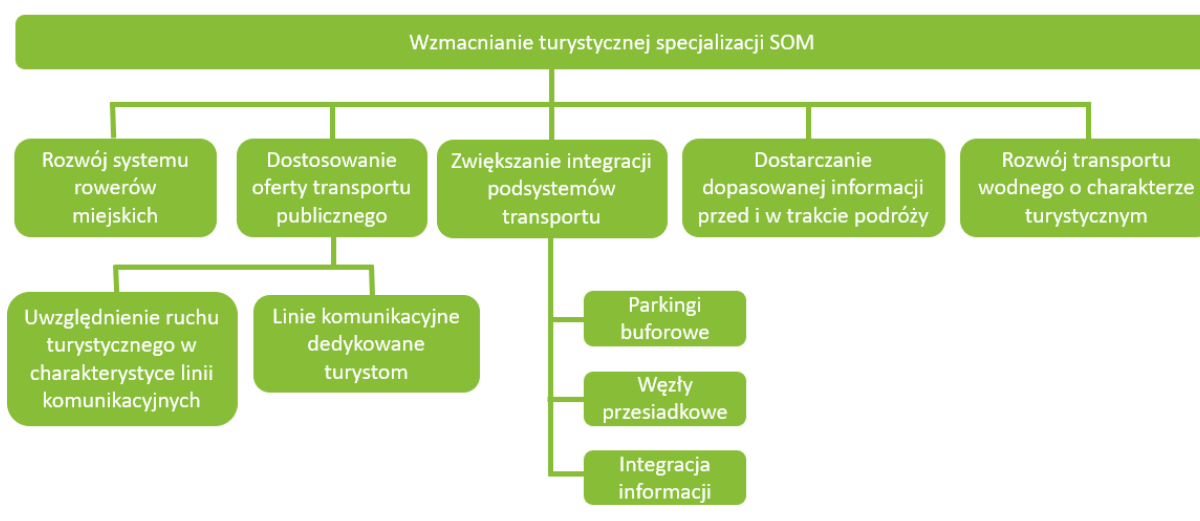 Wzmacnianie turystycznej specjalizacji SOM
Rozwój systemu
rowerów
miejskich
Dostosowanie
oferty transportu
publicznego
Zwiększanie integracji
podsystemów
transportu
Dostarczanie
dopasowanej informacji
przed i w trakcie podróży
Rozwój transportu
wodnego o charakterze
turystycznym
Uwzględnienie ruchu
turystycznego w
charakterystyce linii
komunikacyjnych
Linie komunikacyjne
dedykowane
turystom
Parkingi
buforowe
Węzły
przesiadkowe
Integracja
informacji